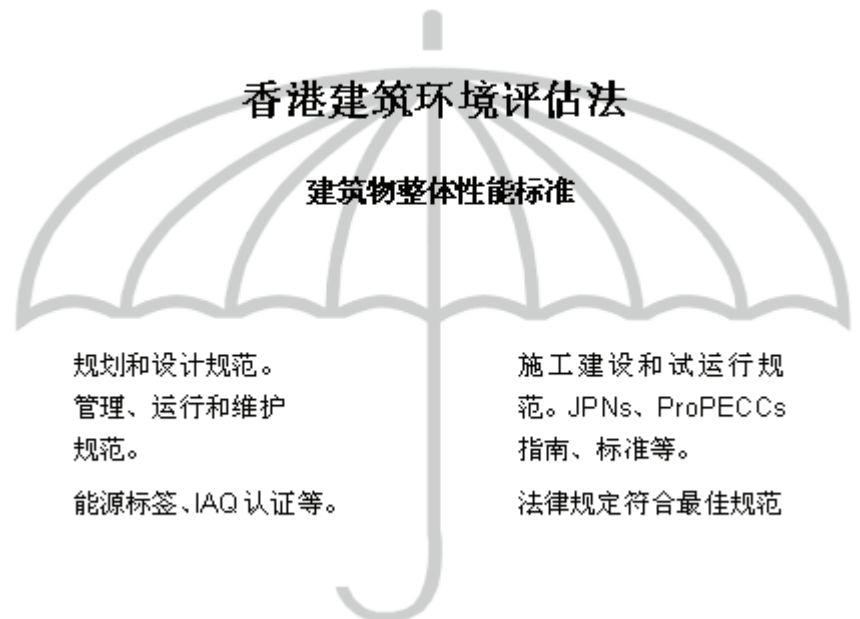 香港建筑环境评估法
建筑物整体性能标准
规划和设计规范。
管理、运行和维护
规范。
能源标签、IAQ 认证等。
施工建设和试运行规
范。JPNs、ProPECCs
指南、标准等。
法律规定符合最佳规范